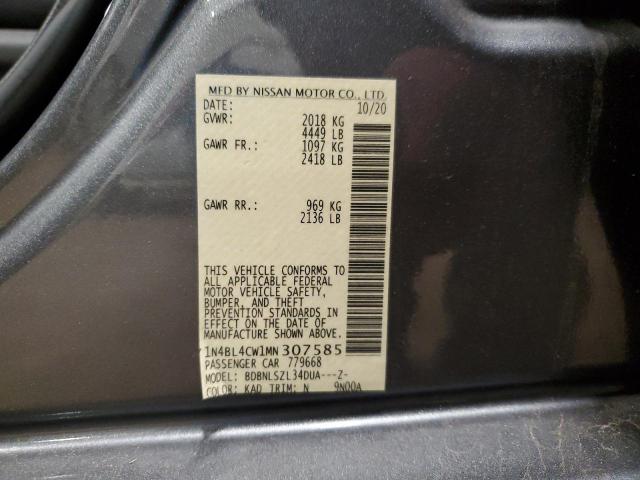 MFD BY NISSAN MOTOR CO., LTD.
DATE: 10/20
GVWR: 2018 KG
4449 LB
GAWR FR.: 1097 KG
2418 LB
GAWR RR.: 969 KG
2136 LB
THIS VEHICLE CONFORMS TO
ALL APPLICABLE FEDERAL
MOTOR VEHICLE SAFETY,
BUMPER, AND THEFT
PREVENTION STANDARDS IN
EFFECT ON THE DATE OF
MANUFACTURE SHOWN ABOVE.
1N4BL4CW1MN 307585
PASSENGER CAR 779668
MODEL: BDBNLSZL34DUA---Z-
COLOR: KAD TRIM: N 9N00A